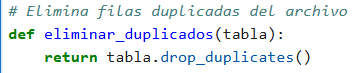 # Elimina filas duplicadas del archivo
def eliminar_duplicados(tabla):
    return tabla.drop_duplicates()